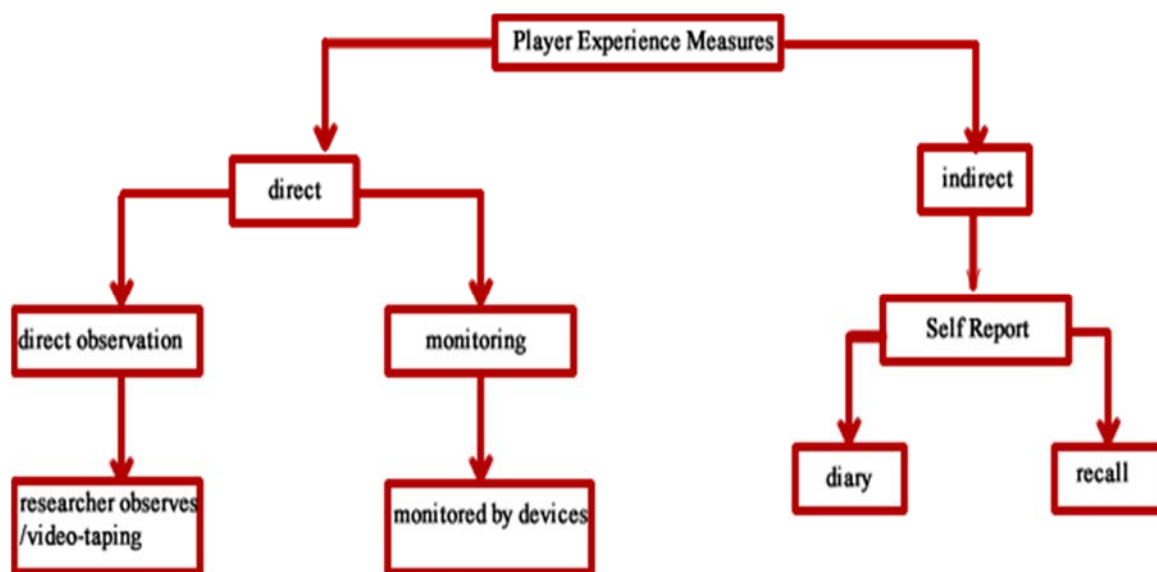 Player Experience Measures
direct
indirect
direct observation
monitoring
Self Report
researcher observes
/video-taping
monitored by devices
diary
recall